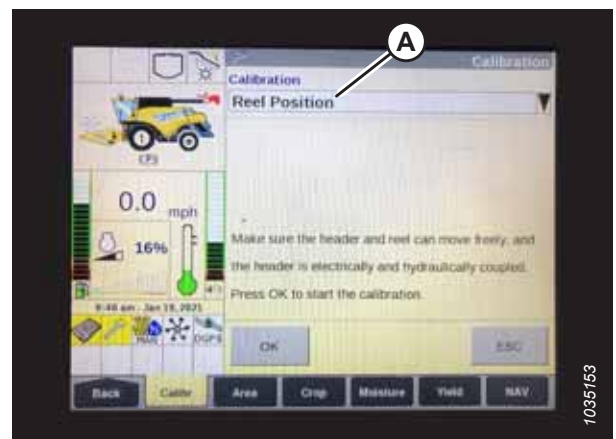 A
Calibration
Calibration
Reel Position
0.0 mph
16%
Make sure the header and reel can move freely, and
the header is electrically and hydraulically coupled.
Press OK to start the calibration.
9:48 am Jan 19, 2021
MAN
DGPS
OK
ESC
Back
Calibr
Area
Crop
Moisture
Yield
NAV
1035153